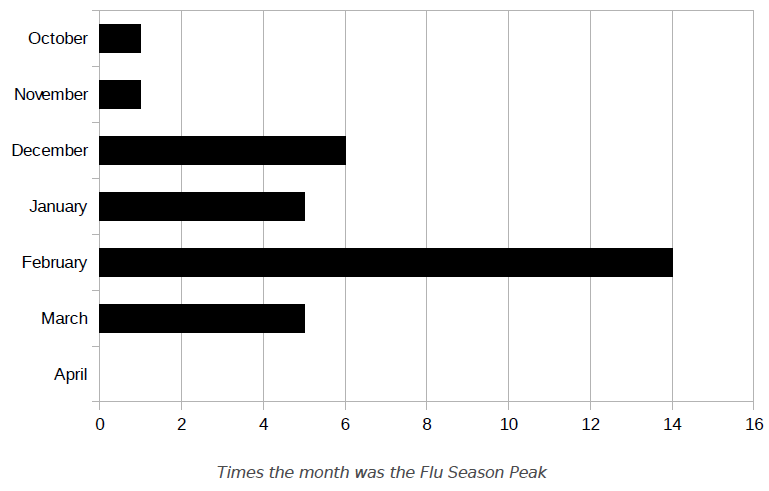 October
November
December
January
February
March
April
0 2 4 6 8 10 12 14 16
Times the month was the Flu Season Peak